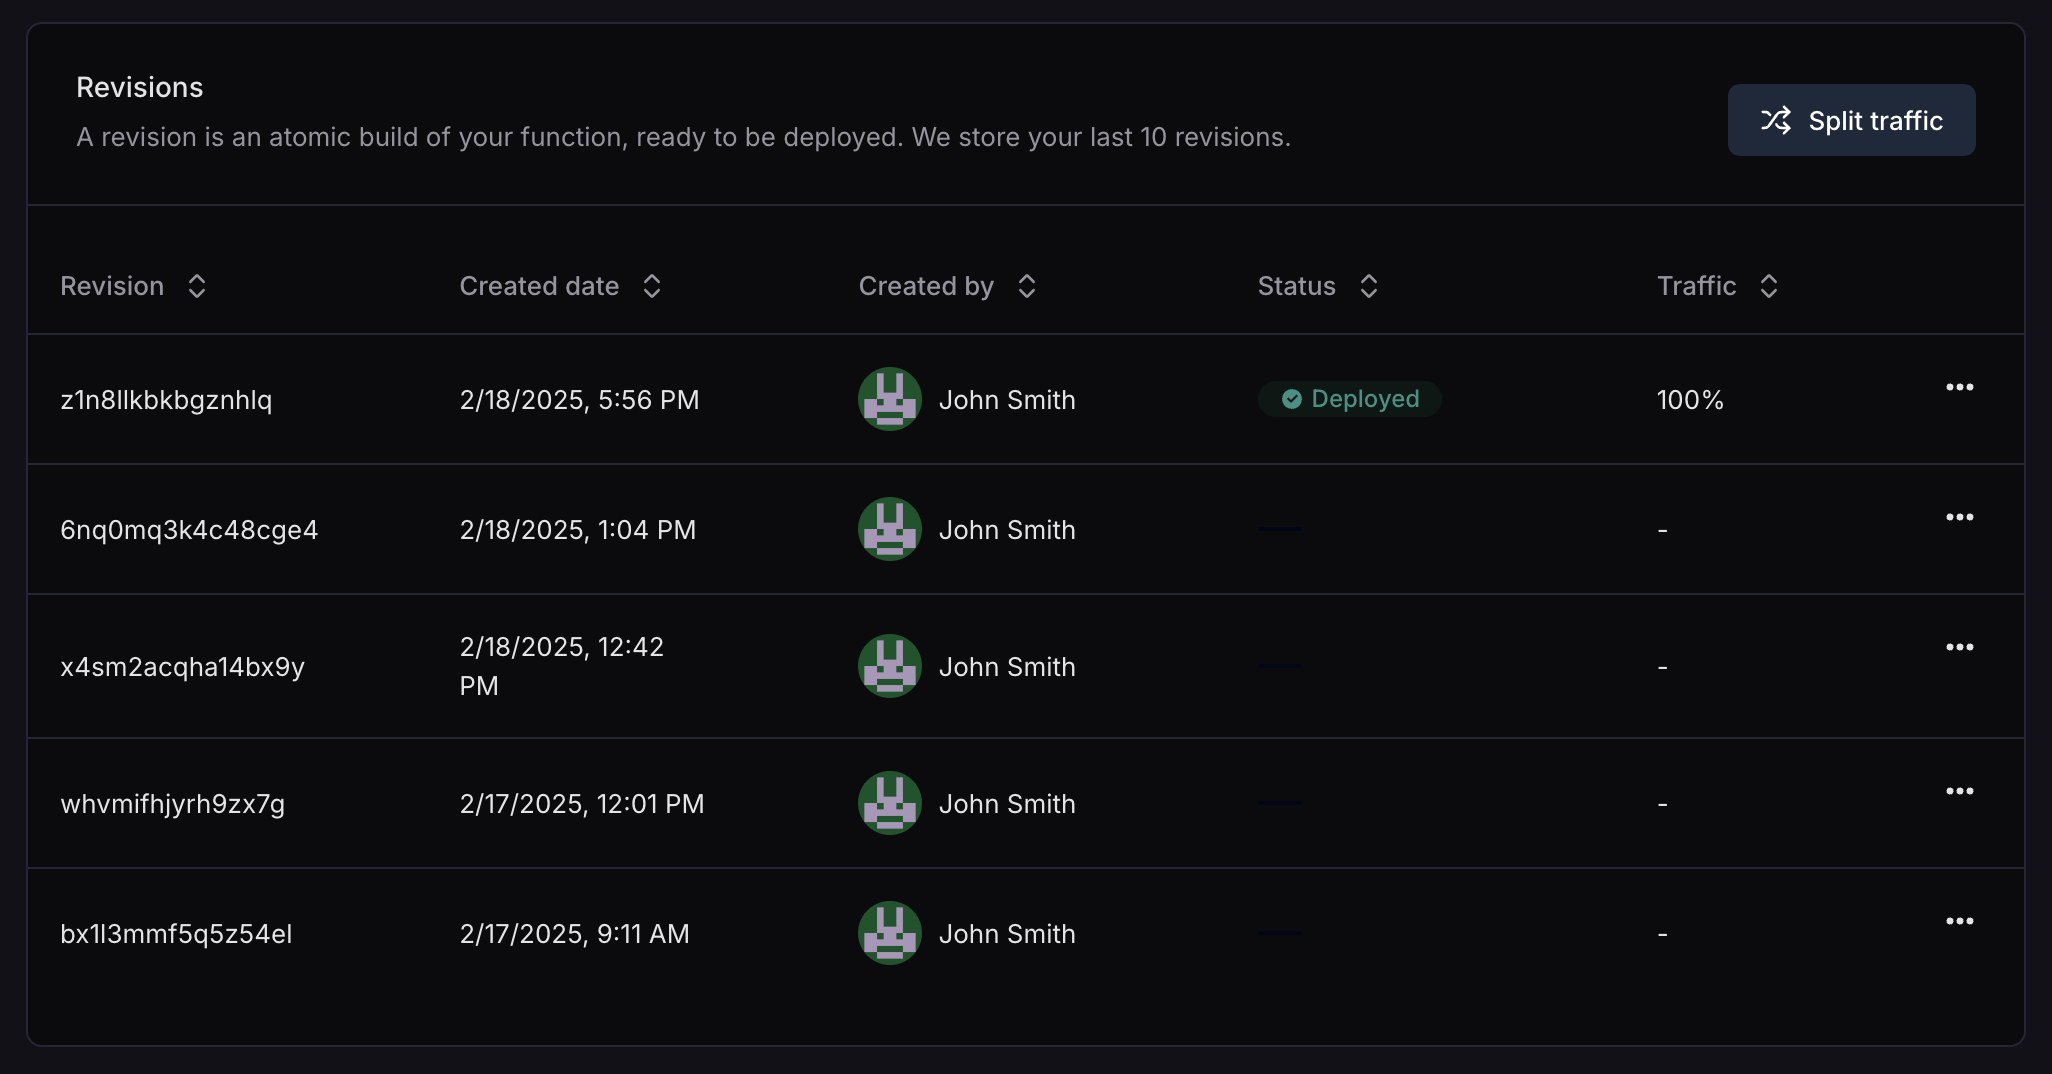 Revisions
A revision is an atomic build of your function, ready to be deployed. We store your last 10 revisions.
Split traffic
Revision Created date Created by Status Traffic
z1n8llkbkbgznhlq 2/18/2025, 5:56 PM John Smith Deployed 100%
6nq0mq3k4c48cge4 2/18/2025, 1:04 PM John Smith -
x4sm2acqha14bx9y 2/18/2025, 12:42 PM John Smith -
whvmifhjyrh9zx7g 2/17/2025, 12:01 PM John Smith -
bx1l3mmf5q5z54el 2/17/2025, 9:11 AM John Smith -